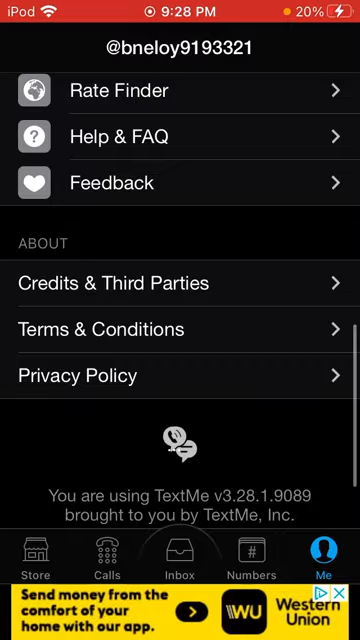 iPod 9:28 PM 20%
@bneloy9193321
Rate Finder
Help & FAQ
Feedback
ABOUT
Credits & Third Parties
Terms & Conditions
Privacy Policy
You are using TextMe v3.28.1.9089
brought to you by TextMe, Inc.
Store Calls Inbox Numbers Me
Send money from the
comfort of your
home with our app.
WU
Western
Union